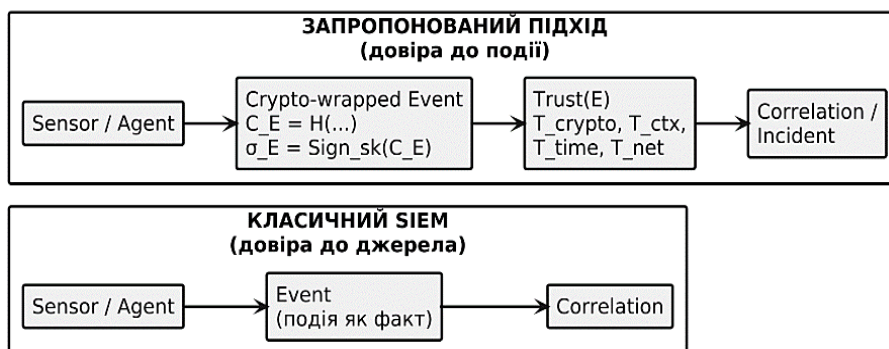 ЗАПРОПОНОВАНИЙ ПІДХІД
(довіра до події)
Sensor / Agent
Crypto-wrapped Event
C_E = H(...)
σ_E = Sign_sk(C_E)
Trust(E)
T_crypto, T_ctx,
T_time, T_net
Correlation /
Incident
КЛАСИЧНИЙ SIEM
(довіра до джерела)
Sensor / Agent
Event
(подія як факт)
Correlation